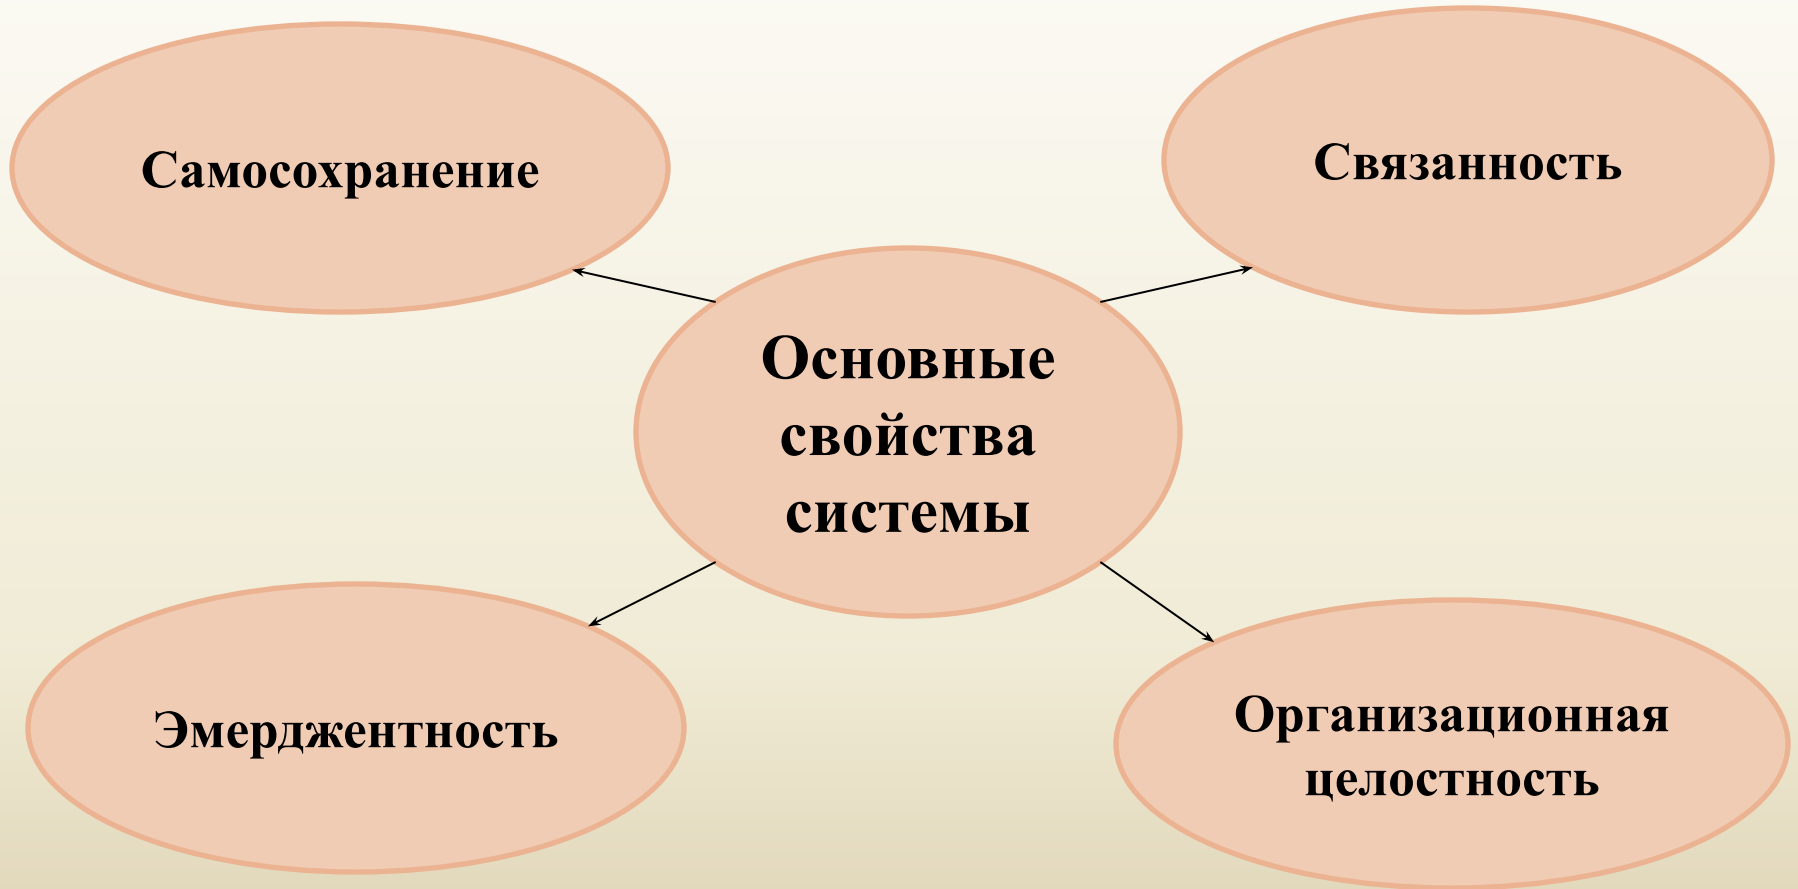 Самосохранение
Связанность
Основные
свойства
системы
Эмерджентность
Организационная
целостность